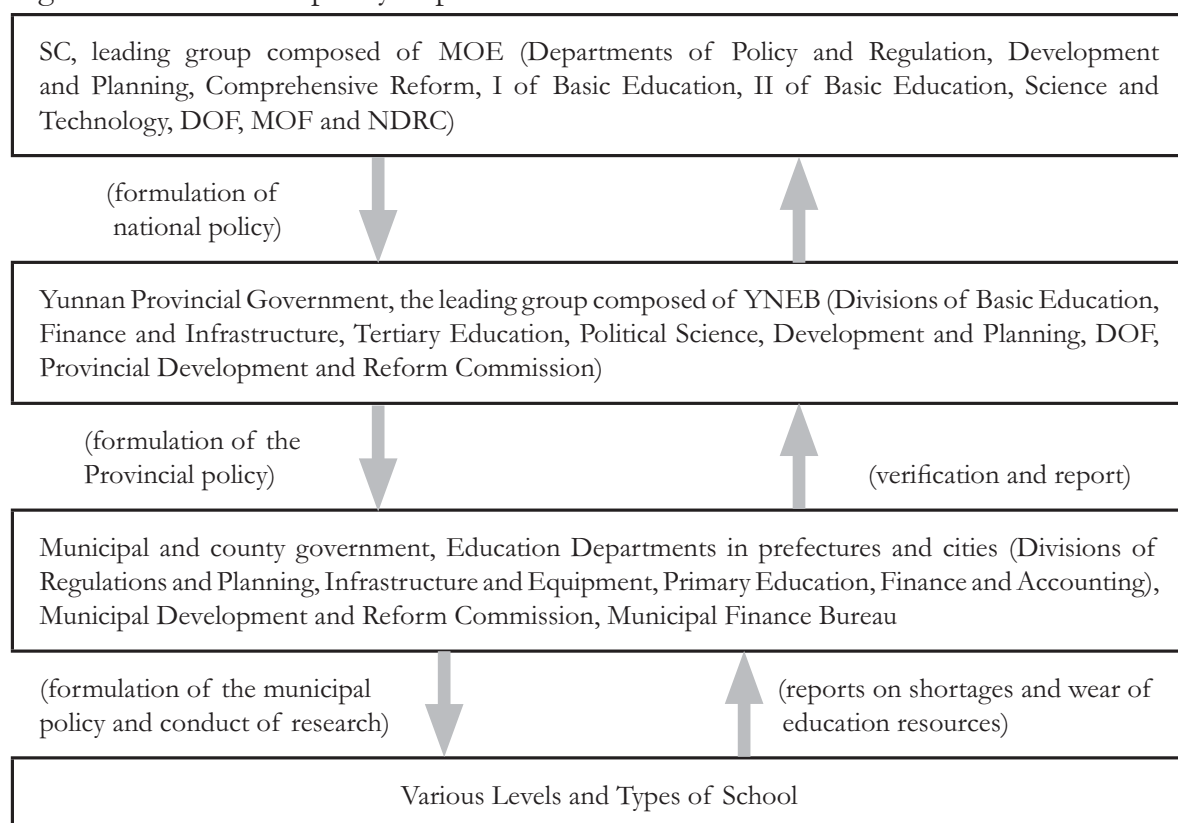 SC, leading group composed of MOE (Departments of Policy and Regulation, Development
and Planning, Comprehensive Reform, I of Basic Education, II of Basic Education, Science and
Technology, DOF, MOF and NDRC)
(formulation of
national policy)
Yunnan Provincial Government, the leading group composed of YNEB (Divisions of Basic Education,
Finance and Infrastructure, Tertiary Education, Political Science, Development and Planning, DOF,
Provincial Development and Reform Commission)
(formulation of the
Provincial policy)
(verification and report)
Municipal and county government, Education Departments in prefectures and cities (Divisions of
Regulations and Planning, Infrastructure and Equipment, Primary Education, Finance and Accounting),
Municipal Development and Reform Commission, Municipal Finance Bureau
(formulation of the municipal
policy and conduct of research)
(reports on shortages and wear of
education resources)
Various Levels and Types of School